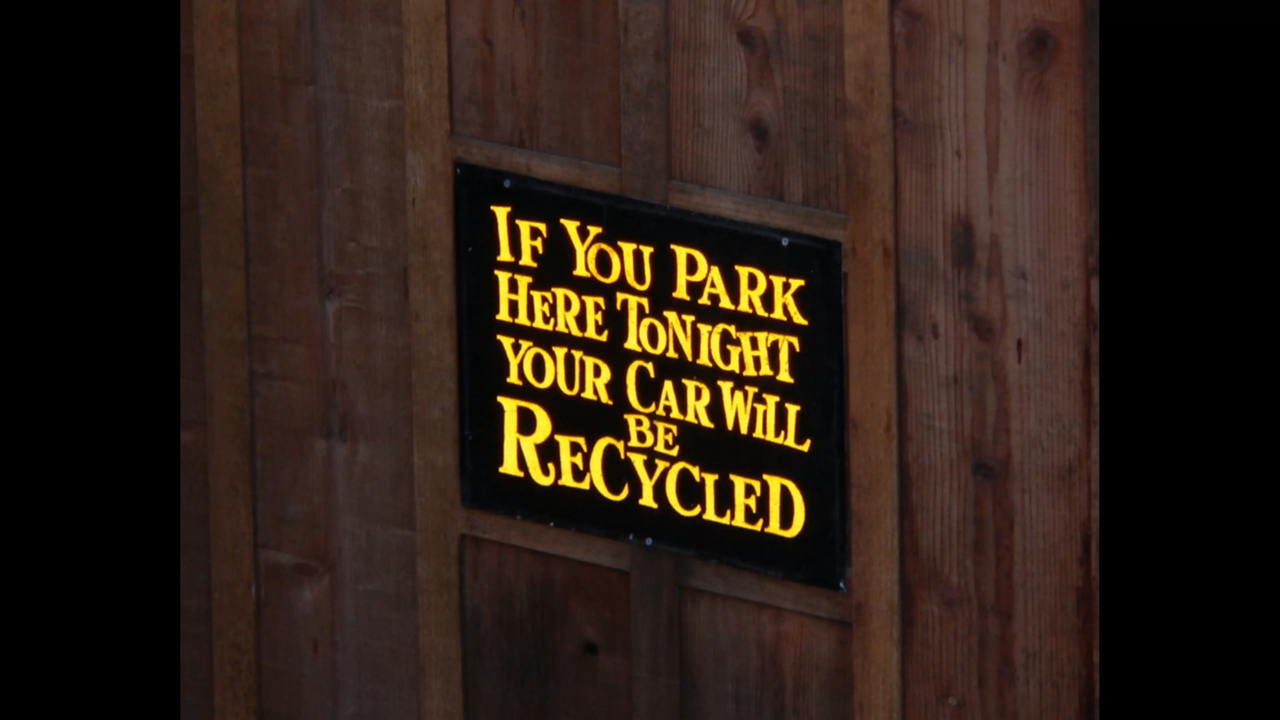 IF YOU PARK
HERE TONIGHT
YOUR CAR WILL
BE
RECYCLED